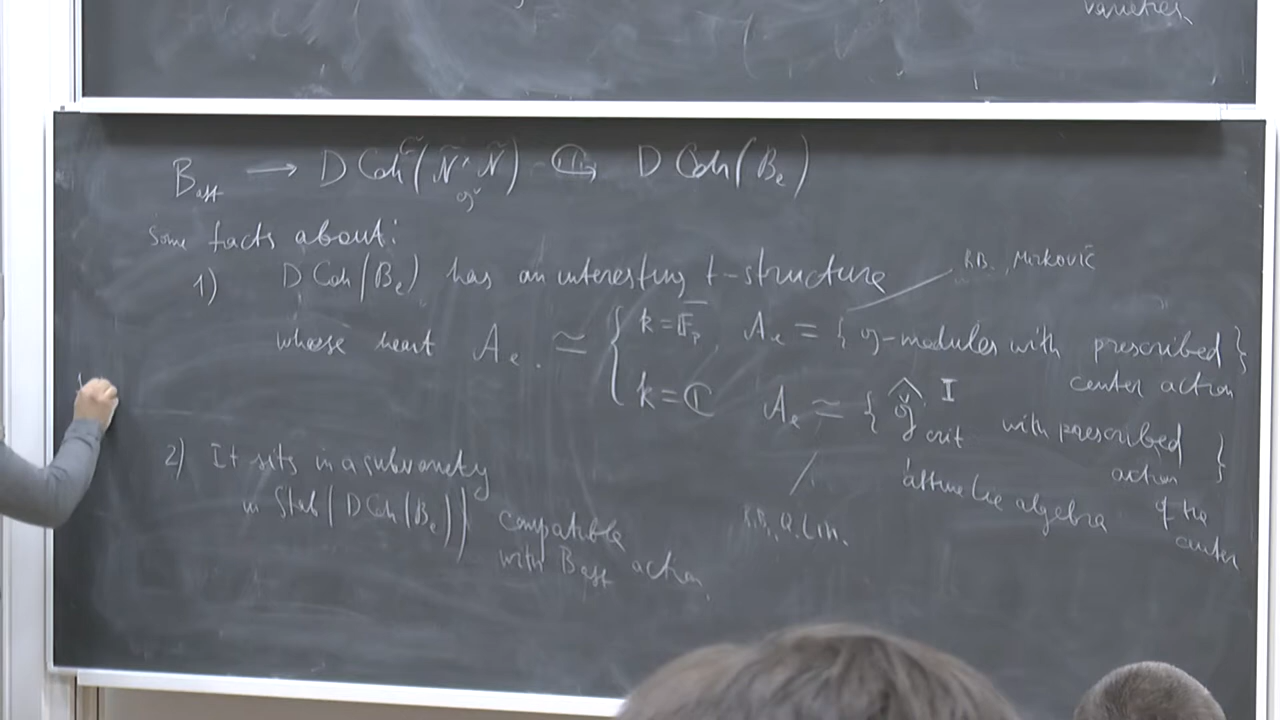 varieties
B_aff → D Coh^G̃ (Ñ ×_ǧ Ñ) D Coh(B_e)
Some facts about:
1) D Coh(B_e) has an interesting t-structure
R.B., Mirković
whose heart A_e ≃ { k = F̄_p, A_e = { g-modules with prescribed center action }
k = ℂ A_e ≃ { ĝ_crit I with prescribed action of the center }
affine Lie algebra
R.B., Q. Lin.
2) It sits in a subvariety
in Stab(D Coh(B_e)) compatible
with B_aff action